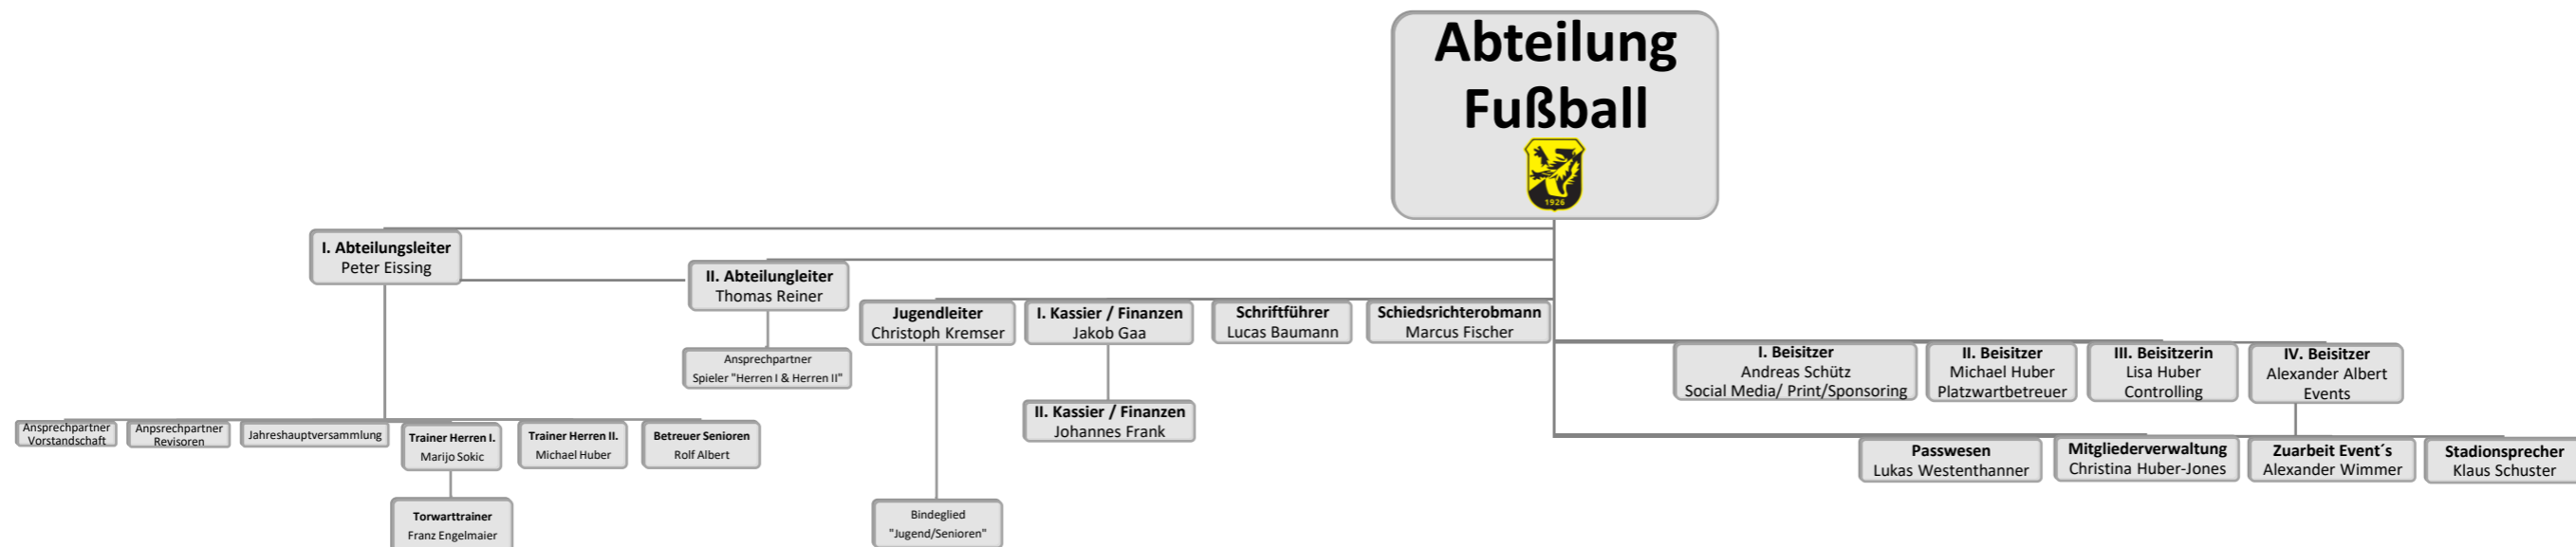 Abteilung
Fußball
1926
I. Abteilungsleiter
Peter Eissing
II. Abteilungleiter
Thomas Reiner
Ansprechpartner
Spieler "Herren I & Herren II"
Jugendleiter
Christoph Kremser
I. Kassier / Finanzen
Jakob Gaa
Schriftführer
Lucas Baumann
Schiedsrichterobmann
Marcus Fischer
I. Beisitzer
Andreas Schütz
Social Media/ Print/Sponsoring
II. Beisitzer
Michael Huber
Platzwartbetreuer
III. Beisitzerin
Lisa Huber
Controlling
IV. Beisitzer
Alexander Albert
Events
II. Kassier / Finanzen
Johannes Frank
Ansprechpartner
Vorstandschaft
Anpsrechpartner
Revisoren
Jahreshauptversammlung
Trainer Herren I.
Marijo Sokic
Trainer Herren II.
Michael Huber
Betreuer Senioren
Rolf Albert
Passwesen
Lukas Westenthanner
Mitgliederverwaltung
Christina Huber-Jones
Zuarbeit Event´s
Alexander Wimmer
Stadionsprecher
Klaus Schuster
Torwarttrainer
Franz Engelmaier
Bindeglied
"Jugend/Senioren"